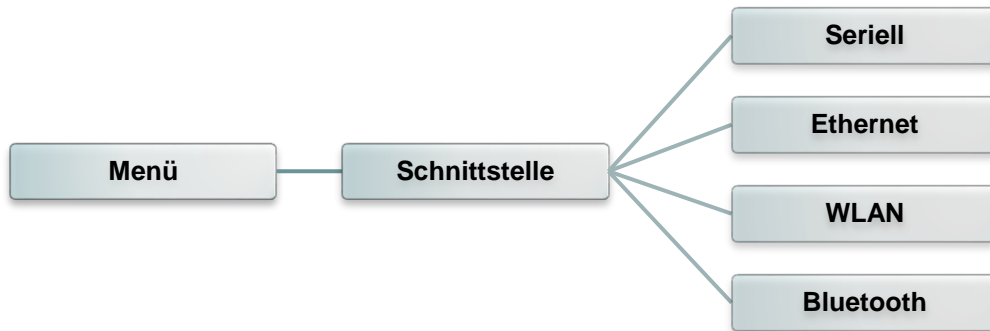 Menü
Schnittstelle
Seriell
Ethernet
WLAN
Bluetooth